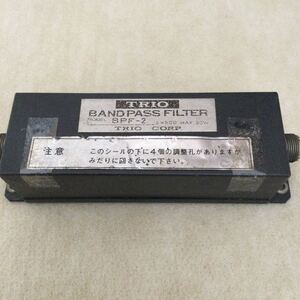 TRIO
BAND PASS FILTER
MODEL BPF-2
TRIO CORP
注意 このシールの下に4個の調整孔がありますが
みだりに回さないで下さい。